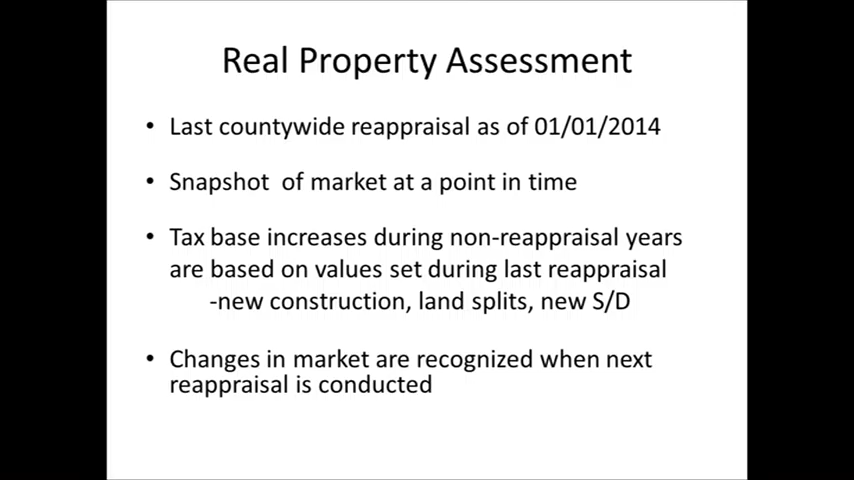 Real Property Assessment
• Last countywide reappraisal as of 01/01/2014
• Snapshot  of market at a point in time
• Tax base increases during non-reappraisal years
are based on values set during last reappraisal
-new construction, land splits, new S/D
• Changes in market are recognized when next
reappraisal is conducted